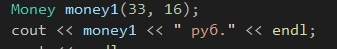 Money money1(33, 16);
cout << money1 << " руб." << endl;